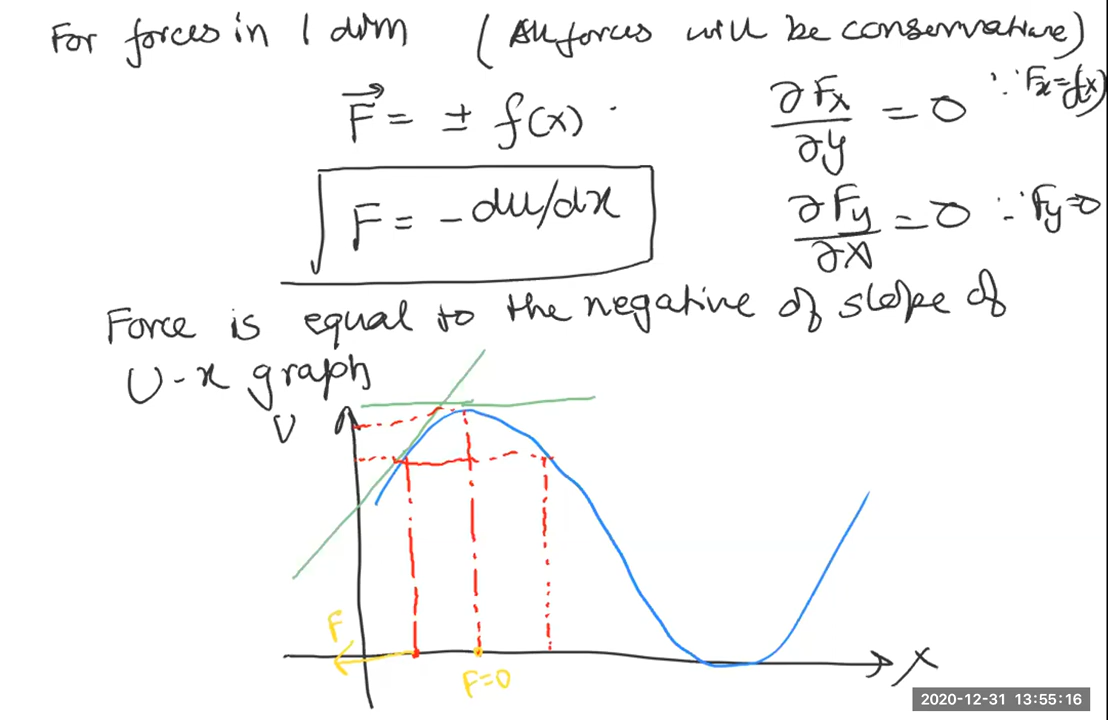 For forces in 1 dim (All forces will be conservative)
F⃗ = ± f(x)
∂Fx/∂y = 0 ∵ Fx=f(x)
F = -du/dx
∂Fy/∂x = 0 ∵ Fy=0
Force is equal to the negative of slope of
U-x graph
U
F
F=0
X
2020-12-31 13:55:16